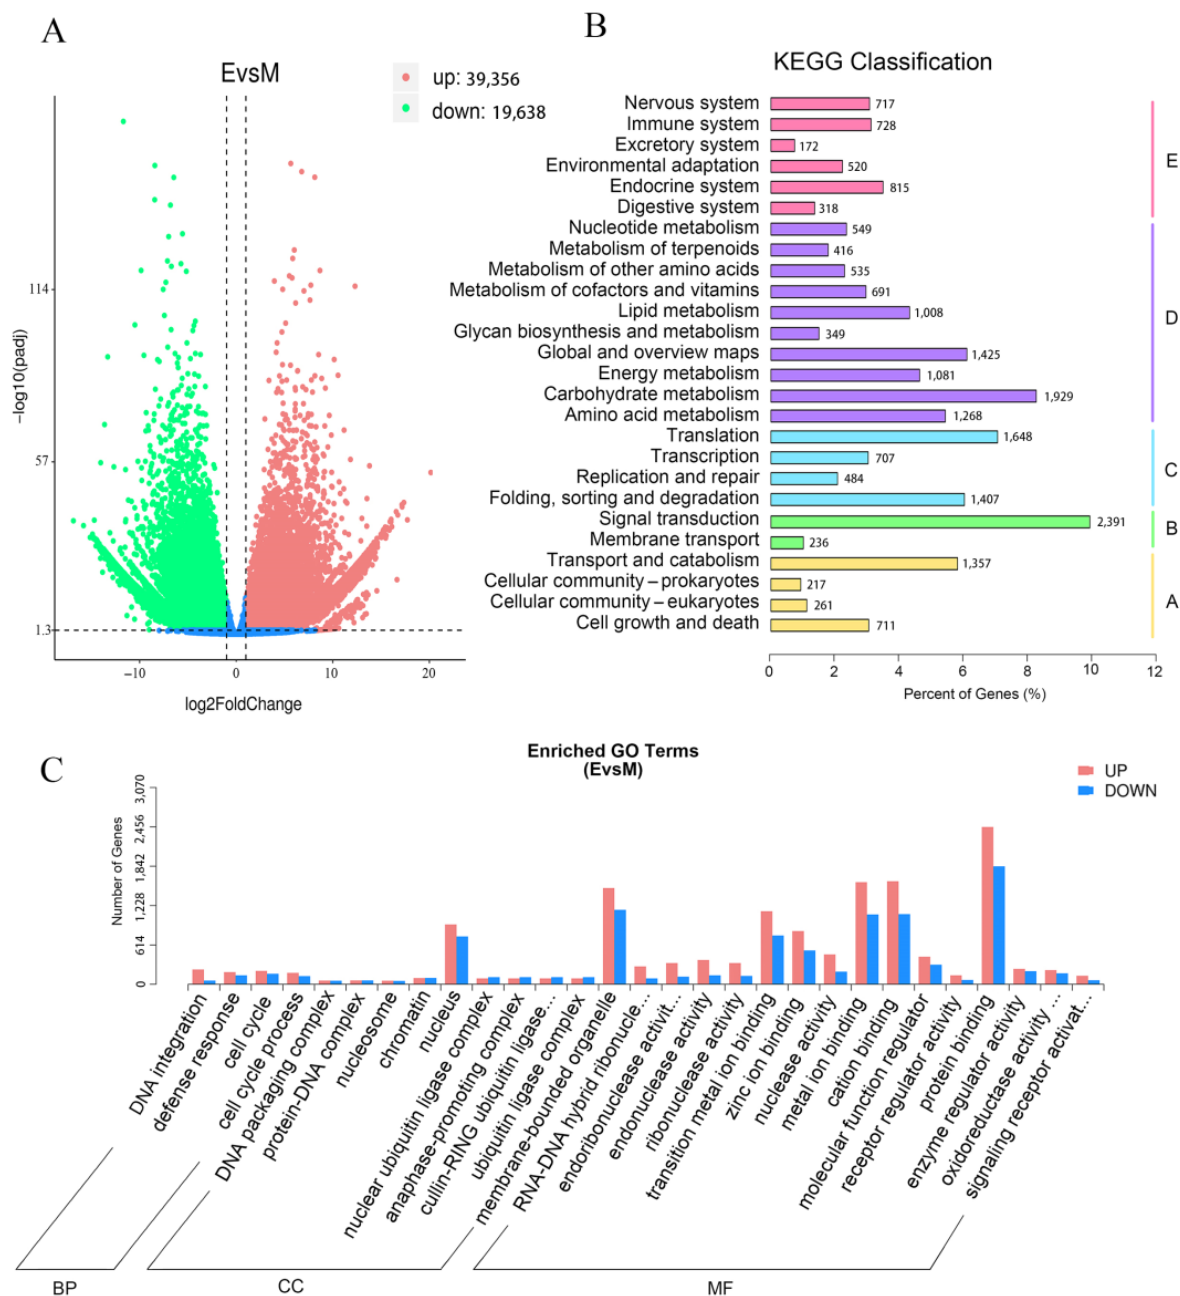 A
EvsM
up: 39,356
down: 19,638
-log10(padj)
114
57
1.3
−10
0
10
20
log2FoldChange
B
KEGG Classification
Nervous system 717
Immune system 728
Excretory system 172
Environmental adaptation 520
Endocrine system 815
Digestive system 318
E
Nucleotide metabolism 549
Metabolism of terpenoids 416
Metabolism of other amino acids 535
Metabolism of cofactors and vitamins 691
Lipid metabolism 1,008
Glycan biosynthesis and metabolism 349
Global and overview maps 1,425
Energy metabolism 1,081
Carbohydrate metabolism 1,929
Amino acid metabolism 1,268
D
Translation 1,648
Transcription 707
Replication and repair 484
Folding, sorting and degradation 1,407
C
Signal transduction 2,391
Membrane transport 236
B
Transport and catabolism 1,357
Cellular community – prokaryotes 217
Cellular community – eukaryotes 261
Cell growth and death 711
A
0 2 4 6 8 10 12
Percent of Genes (%)
C
Enriched GO Terms
(EvsM)
UP
DOWN
Number of Genes
3,070
2,456
1,842
1,228
614
0
DNA integration
defense response
cell cycle
cell cycle process
DNA packaging complex
protein-DNA complex
nucleosome
chromatin
nucleus
nuclear ubiquitin ligase complex
anaphase-promoting complex
cullin-RING ubiquitin ligase...
ubiquitin ligase complex
membrane-bounded organelle
RNA-DNA hybrid ribonucle...
endoribonuclease activit...
endonuclease activity
ribonuclease activity
transition metal ion binding
zinc ion binding
nuclease activity
metal ion binding
cation binding
molecular function regulator
receptor regulator activity
protein binding
enzyme regulator activity
oxidoreductase activity ...
signaling receptor activat...
BP
CC
MF